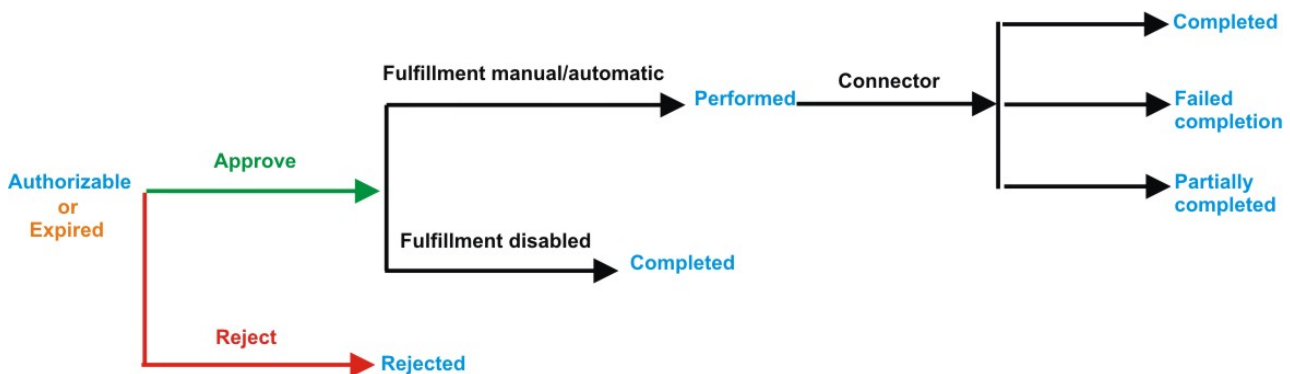 Completed
Fulfillment manual/automatic
Performed
Connector
Failed
completion
Approve
Authorizable
or
Expired
Partially
completed
Fulfillment disabled
Completed
Reject
Rejected